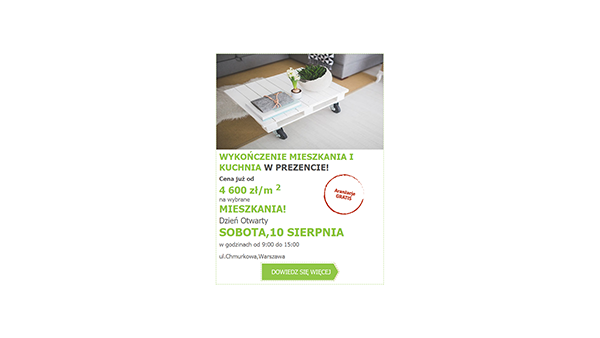 WYKOŃCZENIE MIESZKANIA I
KUCHNIA W PREZENCIE!
Cena już od
4 600 zł/m 2
na wybrane
MIESZKANIA!
Dzień Otwarty
SOBOTA,10 SIERPNIA
w godzinach od 9:00 do 15:00
ul.Chmurkowa,Warszawa
Aranżacje
GRATIS
DOWIEDZ SIĘ WIĘCEJ